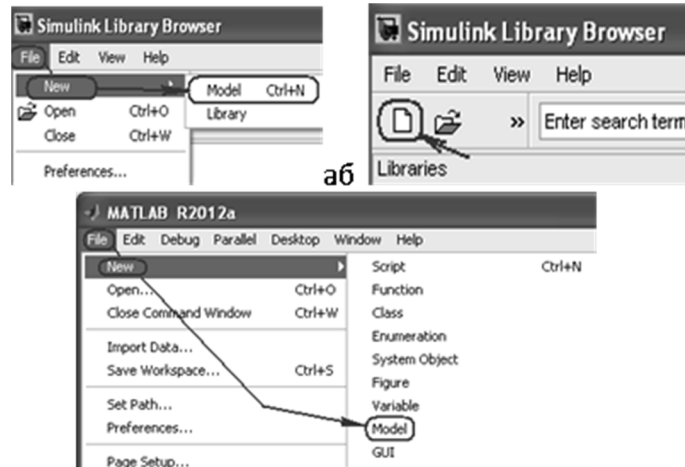 Simulink Library Browser
File Edit View Help
New
Model Ctrl+N
Open Ctrl+O
Library
Close Ctrl+W
Preferences...
аб
Simulink Library Browser
File Edit View Help
» Enter search term
Libraries
MATLAB R2012a
File Edit Debug Parallel Desktop Window Help
New
Script Ctrl+N
Open... Ctrl+O
Function
Close Command Window Ctrl+W
Class
Enumeration
Import Data...
System Object
Save Workspace... Ctrl+S
Figure
Set Path...
Variable
Preferences...
Model
GUI
Page Setup...